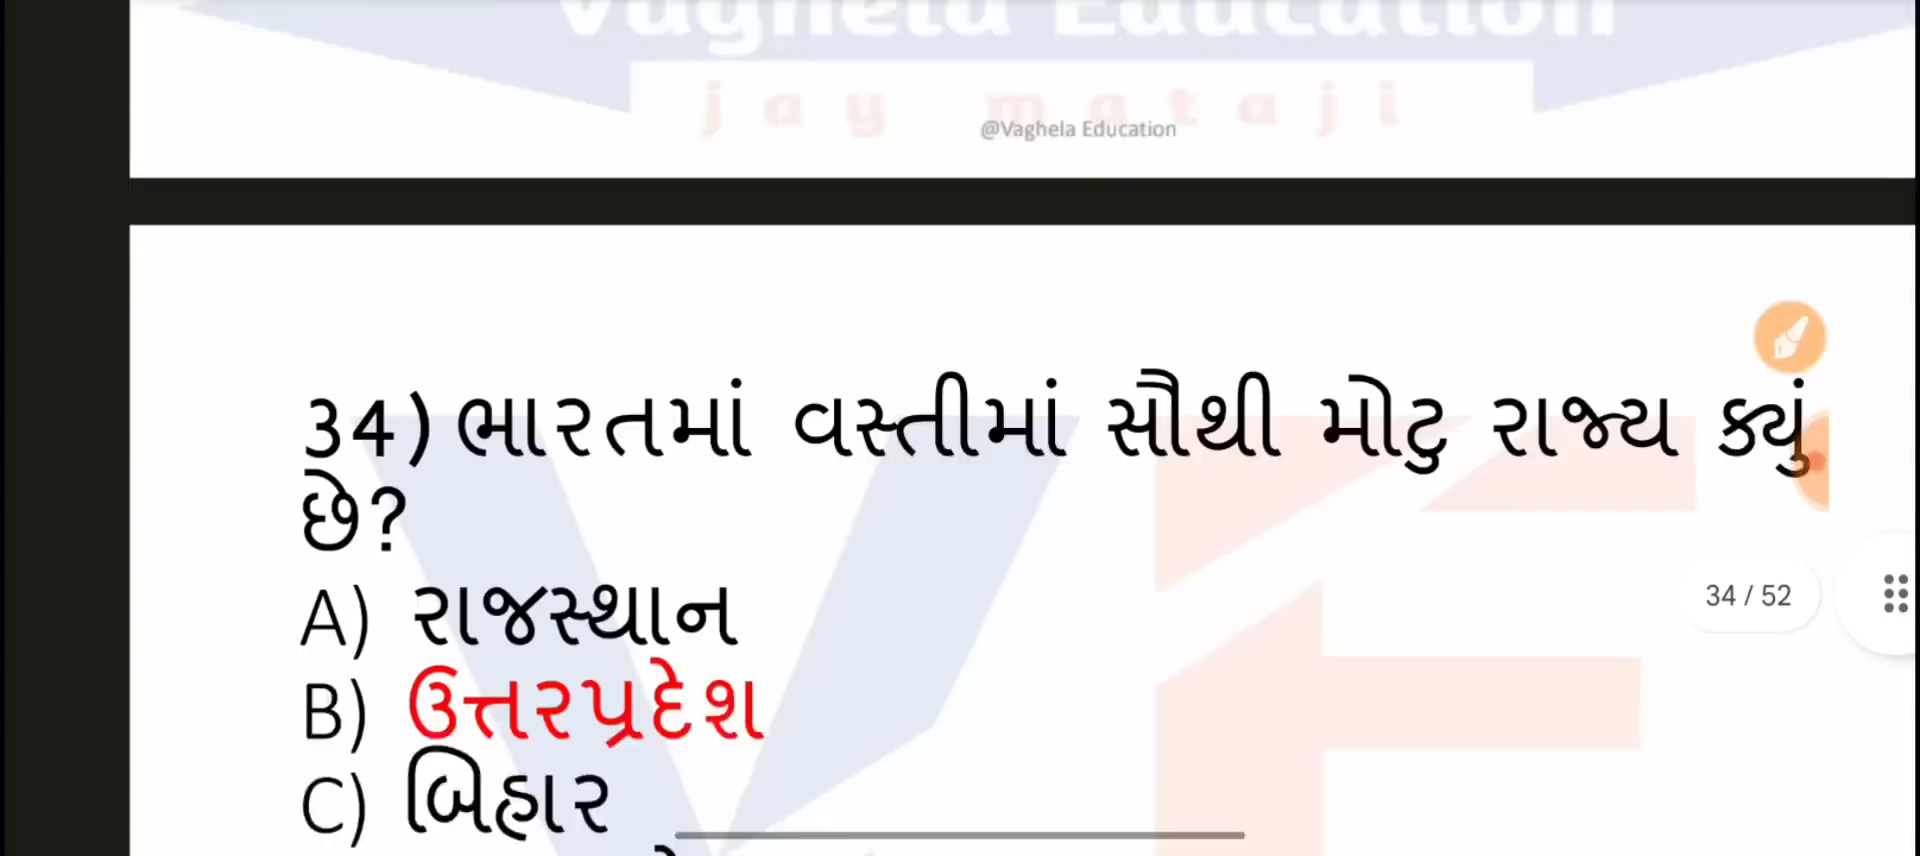 Vaghela Education
jay mataji
@Vaghela Education
34) ભારતમાં વસ્તીમાં સૌથી મોટુ રાજ્ય ક્યું
છે?
34 / 52
A) રાજસ્થાન
B) ઉત્તરપ્રદેશ
C) બિહાર